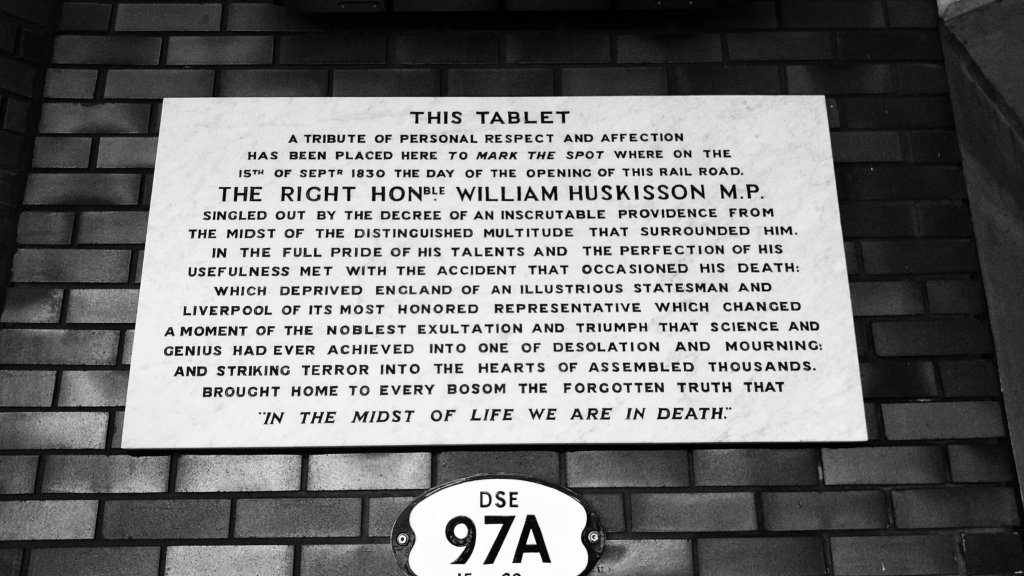 THIS TABLET
A TRIBUTE OF PERSONAL RESPECT AND AFFECTION
HAS BEEN PLACED HERE TO MARK THE SPOT WHERE ON THE
15TH OF SEPTR 1830 THE DAY OF THE OPENING OF THIS RAIL ROAD.
THE RIGHT HONBLE. WILLIAM HUSKISSON M.P.
SINGLED OUT BY THE DECREE OF AN INSCRUTABLE PROVIDENCE FROM
THE MIDST OF THE DISTINGUISHED MULTITUDE THAT SURROUNDED HIM.
IN THE FULL PRIDE OF HIS TALENTS AND THE PERFECTION OF HIS
USEFULNESS MET WITH THE ACCIDENT THAT OCCASIONED HIS DEATH:
WHICH DEPRIVED ENGLAND OF AN ILLUSTRIOUS STATESMAN AND
LIVERPOOL OF ITS MOST HONORED REPRESENTATIVE WHICH CHANGED
A MOMENT OF THE NOBLEST EXULTATION AND TRIUMPH THAT SCIENCE AND
GENIUS HAD EVER ACHIEVED INTO ONE OF DESOLATION AND MOURNING:
AND STRIKING TERROR INTO THE HEARTS OF ASSEMBLED THOUSANDS.
BROUGHT HOME TO EVERY BOSOM THE FORGOTTEN TRUTH THAT
"IN THE MIDST OF LIFE WE ARE IN DEATH."
DSE
97A